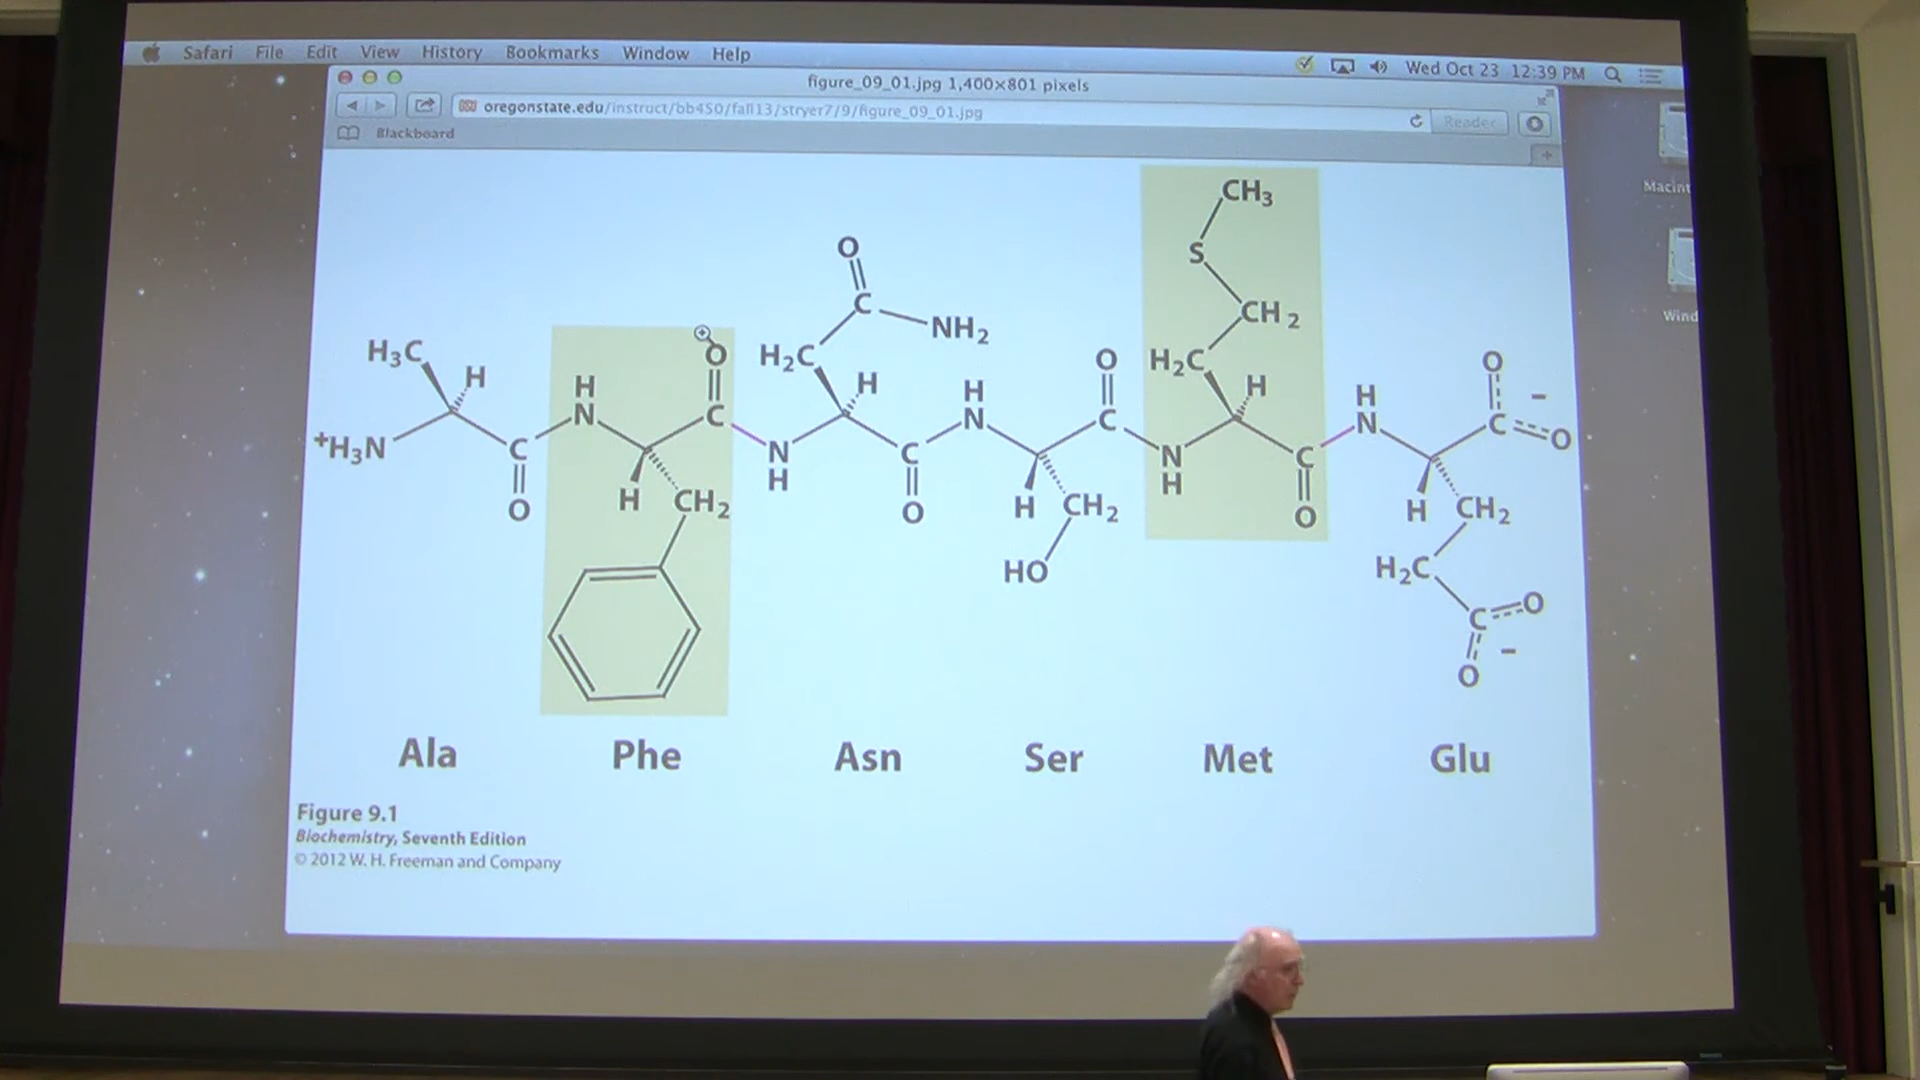 Safari File Edit View History Bookmarks Window Help
Wed Oct 23 12:39 PM
figure_09_01.jpg 1,400×801 pixels
oregonstate.edu/instruct/bb450/fall13/stryer7/9/figure_09_01.jpg
Reader
Blackboard
Macint
Wind
CH3
S
O
C
NH2
CH2
H3C
H
H
N
O
H2C
H
H
N
O
H2C
H
H
N
O
+H3N
C
O
C
N
H
C
O
C
N
H
C
O
C
O
−
H
CH2
H
CH2
H
CH2
HO
H2C
C
O
O
−
Ala Phe Asn Ser Met Glu
Figure 9.1
Biochemistry, Seventh Edition
© 2012 W. H. Freeman and Company